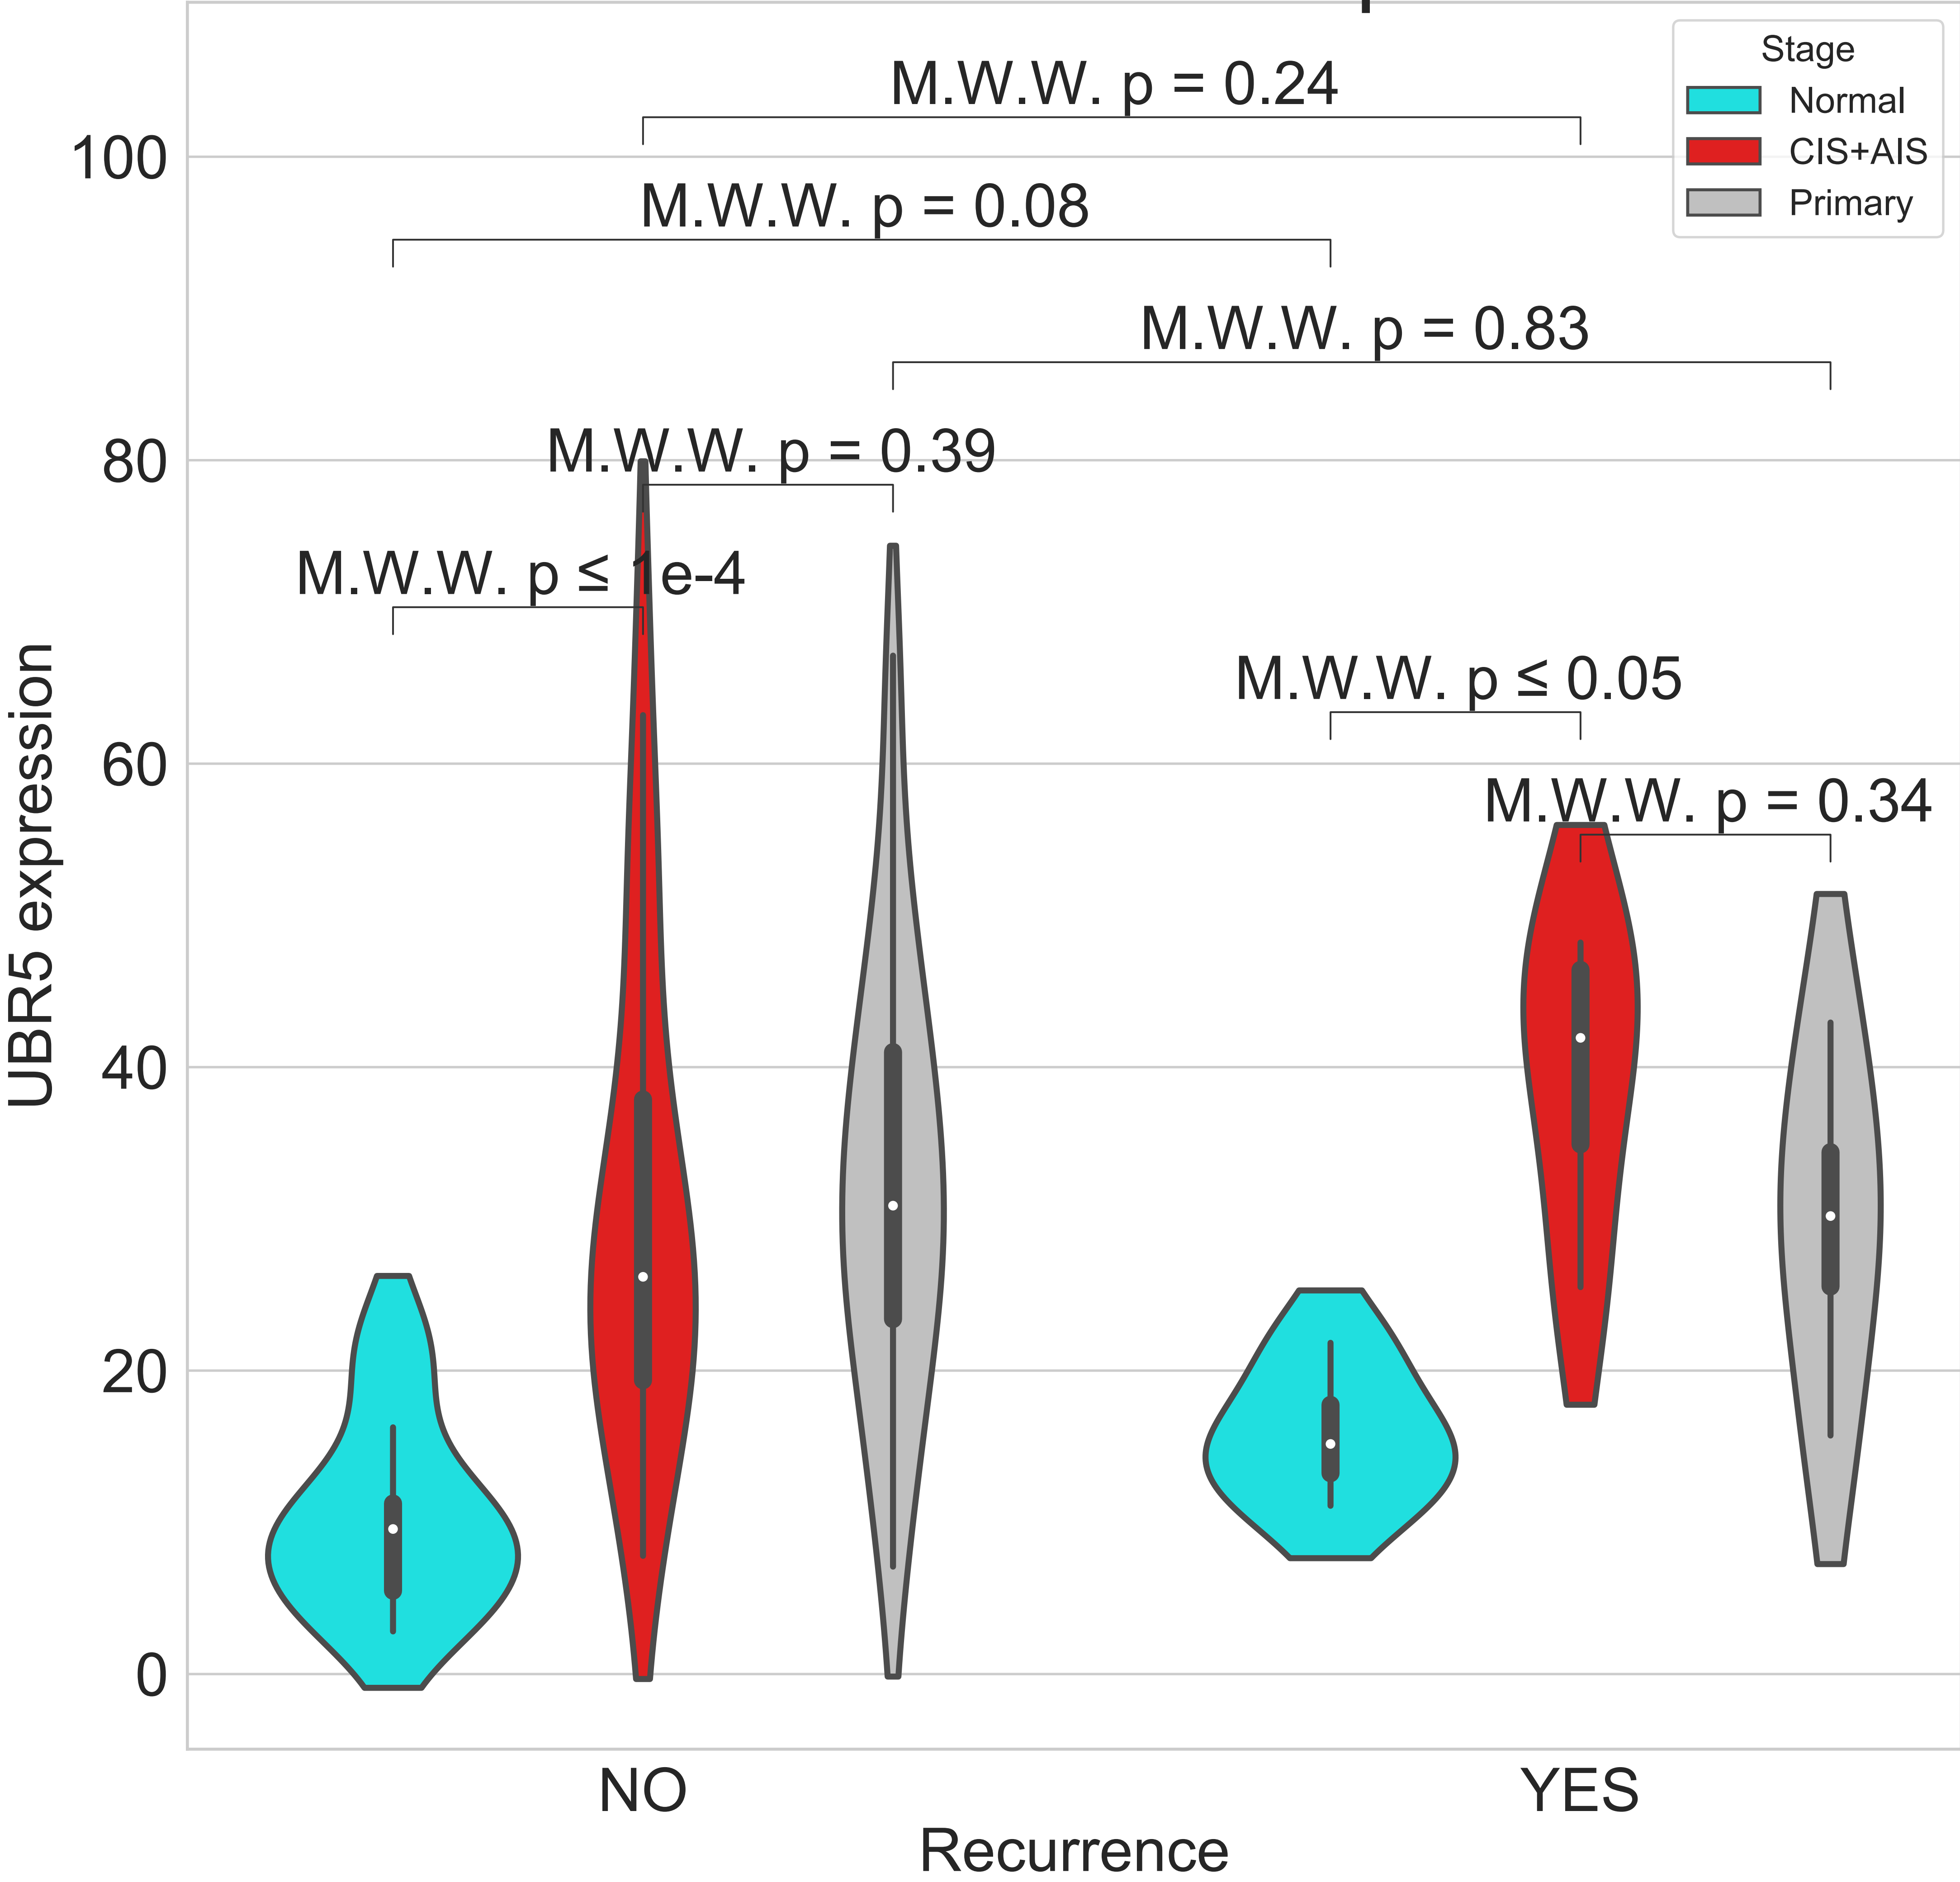 Stage
Normal
CIS+AIS
Primary
M.W.W. p = 0.24
100
M.W.W. p = 0.08
M.W.W. p = 0.83
M.W.W. p = 0.39
80
M.W.W. p ≤ 1e-4
M.W.W. p ≤ 0.05
60
M.W.W. p = 0.34
UBR5 expression
40
20
0
NO
YES
Recurrence